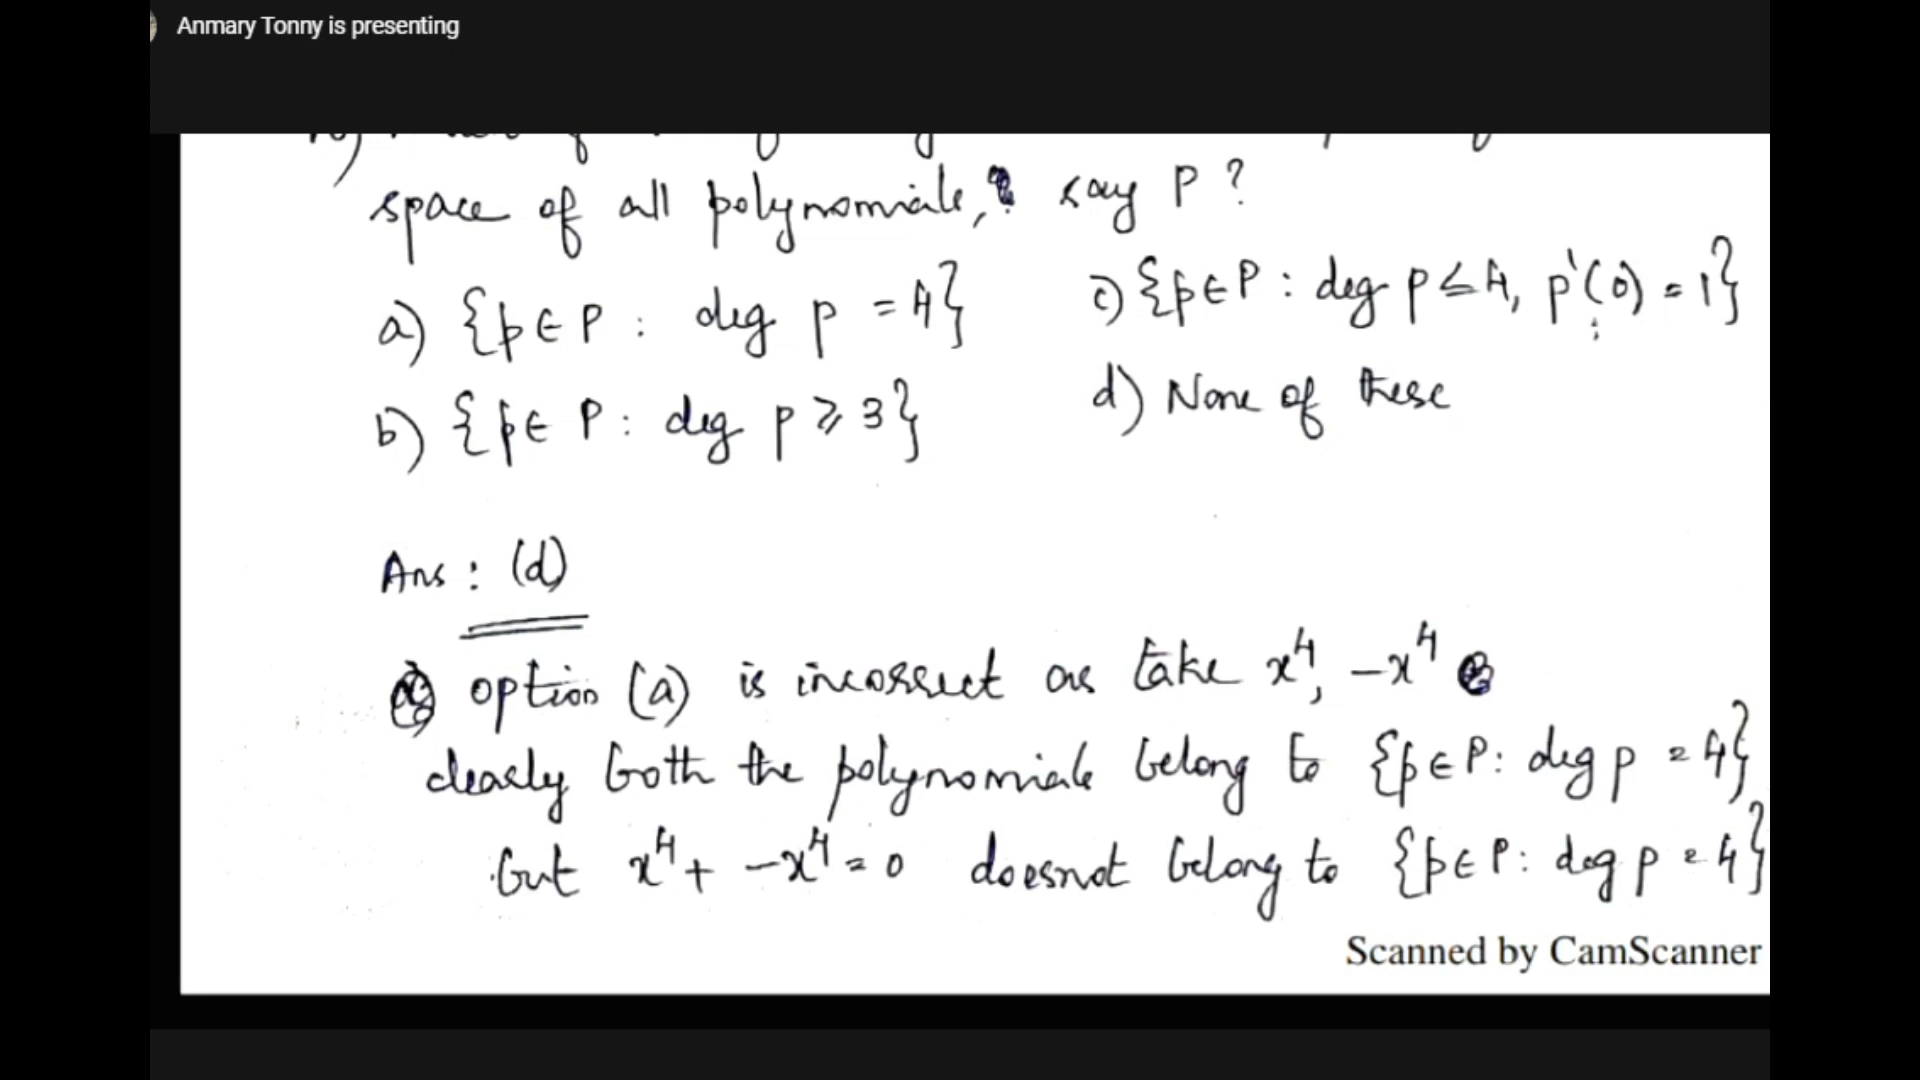 Anmary Tonny is presenting
space of all polynomials, say P ?
a) {p ∈ P : deg p = 4}
c) {p ∈ P : deg p ≤ 4, p'(0) = 1}
b) {p ∈ P : deg p ≥ 3}
d) None of these
Ans : (d)
option (a) is incorrect as take x⁴, -x⁴
clearly both the polynomials belong to {p ∈ P : deg p = 4}
but x⁴ + -x⁴ = 0 doesnot belong to {p ∈ P : deg p = 4}
Scanned by CamScanner